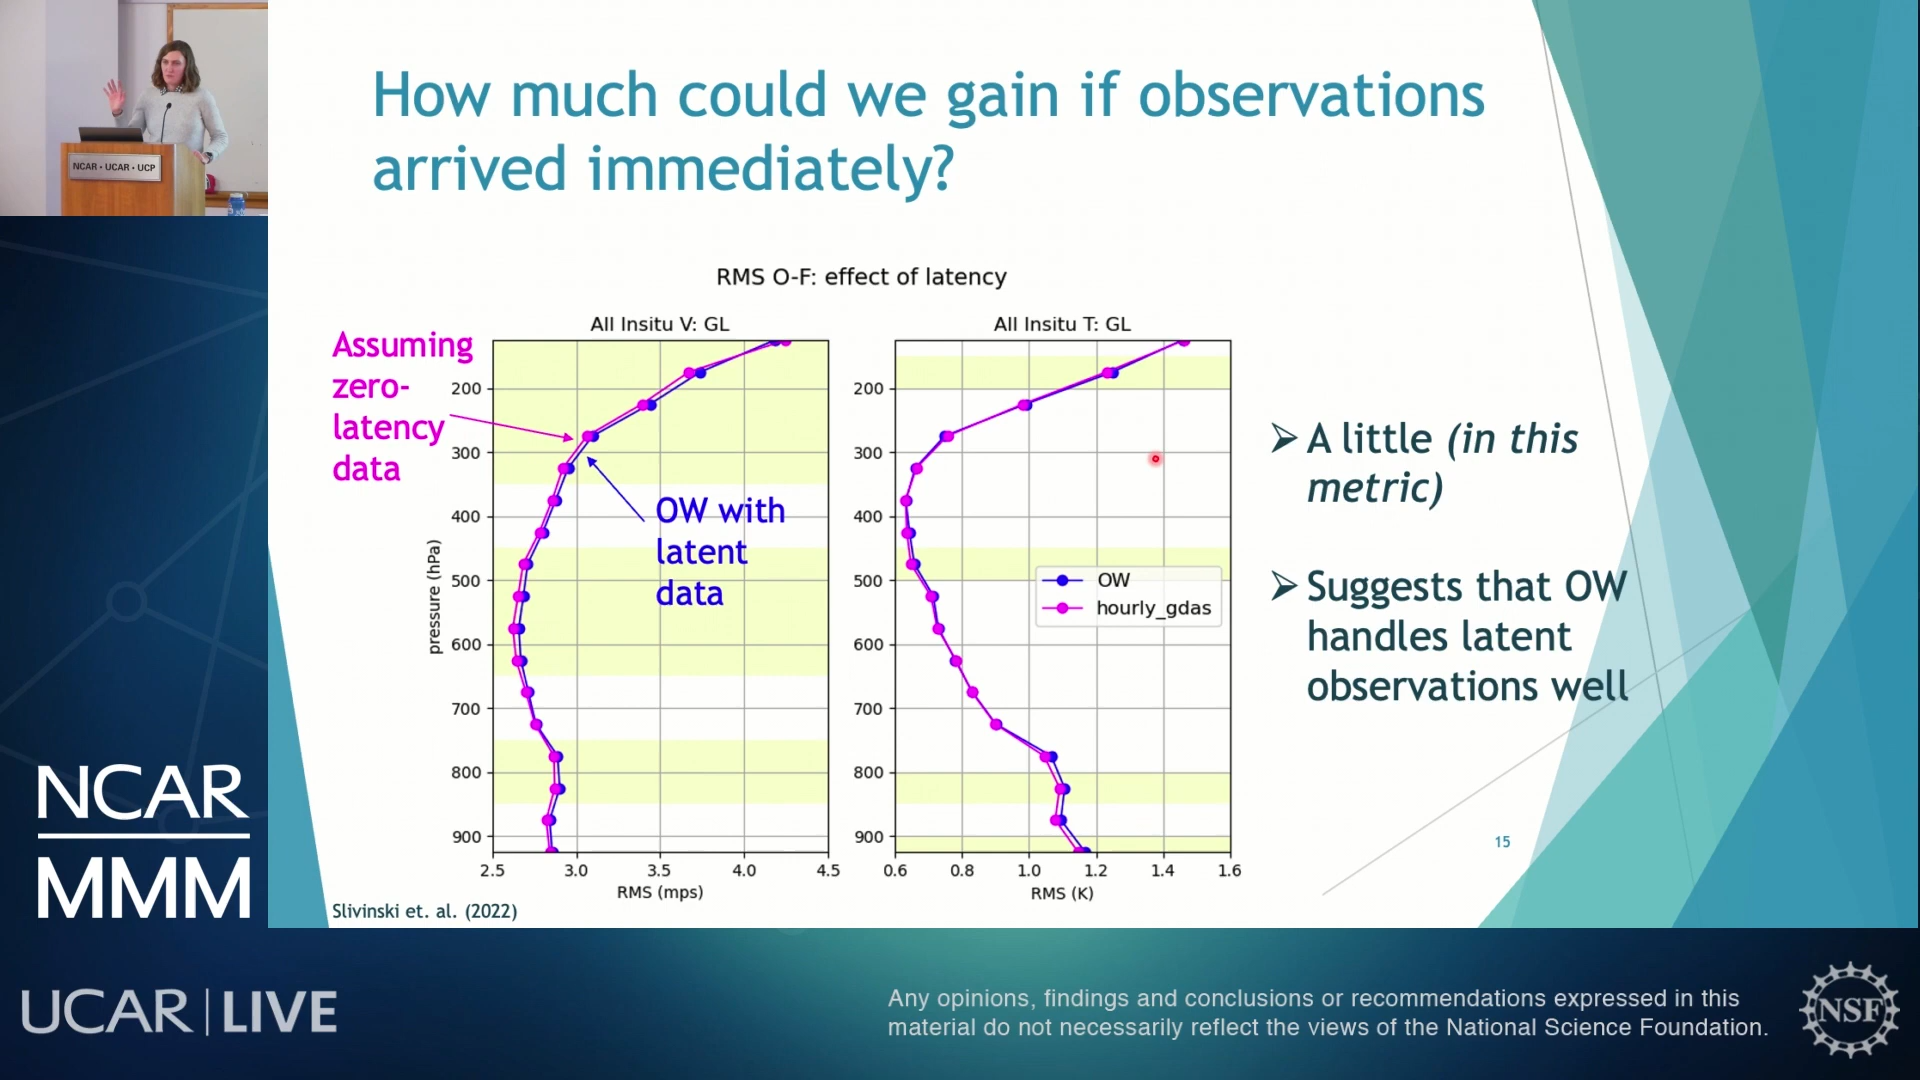 NCAR • UCAR • UCP
How much could we gain if observations
arrived immediately?
RMS O-F: effect of latency
Assuming
zero-
latency
data
All Insitu V: GL
200
300
400
500
600
700
800
900
pressure (hPa)
2.5 3.0 3.5 4.0 4.5
RMS (mps)
OW with
latent
data
All Insitu T: GL
200
300
400
500
600
700
800
900
OW
hourly_gdas
0.6 0.8 1.0 1.2 1.4 1.6
RMS (K)
A little (in this
metric)
Suggests that OW
handles latent
observations well
15
Slivinski et. al. (2022)
NCAR
MMM
UCAR | LIVE
Any opinions, findings and conclusions or recommendations expressed in this
material do not necessarily reflect the views of the National Science Foundation.
NSF